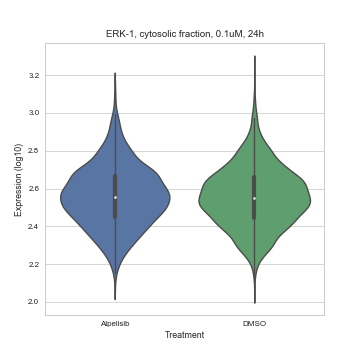 ERK-1, cytosolic fraction, 0.1uM, 24h
Expression (log10)
3.2
3.0
2.8
2.6
2.4
2.2
2.0
Alpelisib
DMSO
Treatment